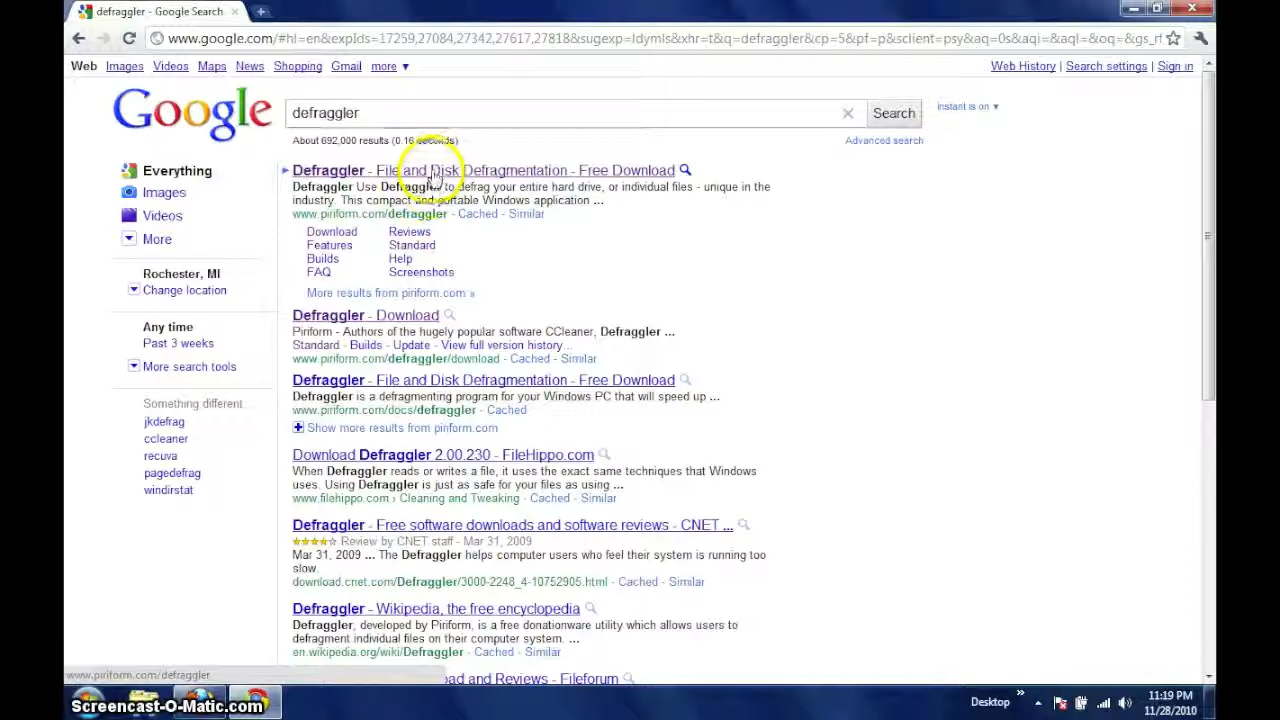 defraggler - Google Search
www.google.com/#hl=en&expIds=17259,27084,27342,27617,27818&sugexp=ldymls&xhr=t&q=defraggler&cp=5&pf=p&sclient=psy&aq=0s&aqi=&aql=&oq=&gs_rf
Web Images Videos Maps News Shopping Gmail more ▼ Web History | Search settings | Sign in
Google
defraggler
Search
Instant is on ▼
About 692,000 results (0.16 seconds)
Advanced search
Everything
Images
Videos
More
Rochester, MI
Change location
Any time
Past 3 weeks
More search tools
Something different
jkdefrag
ccleaner
recuva
pagedefrag
windirstat
Defraggler - File and Disk Defragmentation - Free Download
Defraggler Use Defraggler to defrag your entire hard drive, or individual files - unique in the
industry. This compact and portable Windows application ...
www.piriform.com/defraggler - Cached - Similar
Download Reviews
Features Standard
Builds Help
FAQ Screenshots
More results from piriform.com »
Defraggler - Download
Piriform - Authors of the hugely popular software CCleaner, Defraggler ...
Standard - Builds - Update - View full version history...
www.piriform.com/defraggler/download - Cached - Similar
Defraggler - File and Disk Defragmentation - Free Download
Defraggler is a defragmenting program for your Windows PC that will speed up ...
www.piriform.com/docs/defraggler - Cached
Show more results from piriform.com
Download Defraggler 2.00.230 - FileHippo.com
When Defraggler reads or writes a file, it uses the exact same techniques that Windows
uses. Using Defraggler is just as safe for your files as using ...
www.filehippo.com › Cleaning and Tweaking - Cached - Similar
Defraggler - Free software downloads and software reviews - CNET ...
Review by CNET staff - Mar 31, 2009
Mar 31, 2009 ... The Defraggler helps computer users who feel their system is running too
slow.
download.cnet.com/Defraggler/3000-2248_4-10752905.html - Cached - Similar
Defraggler - Wikipedia, the free encyclopedia
Defraggler, developed by Piriform, is a free donationware utility which allows users to
defragment individual files on their computer system. ...
en.wikipedia.org/wiki/Defraggler - Cached - Similar
and Reviews - Fileforum
www.piriform.com/defraggler
Screencast-O-Matic.com
Desktop »
11:19 PM
11/28/2010